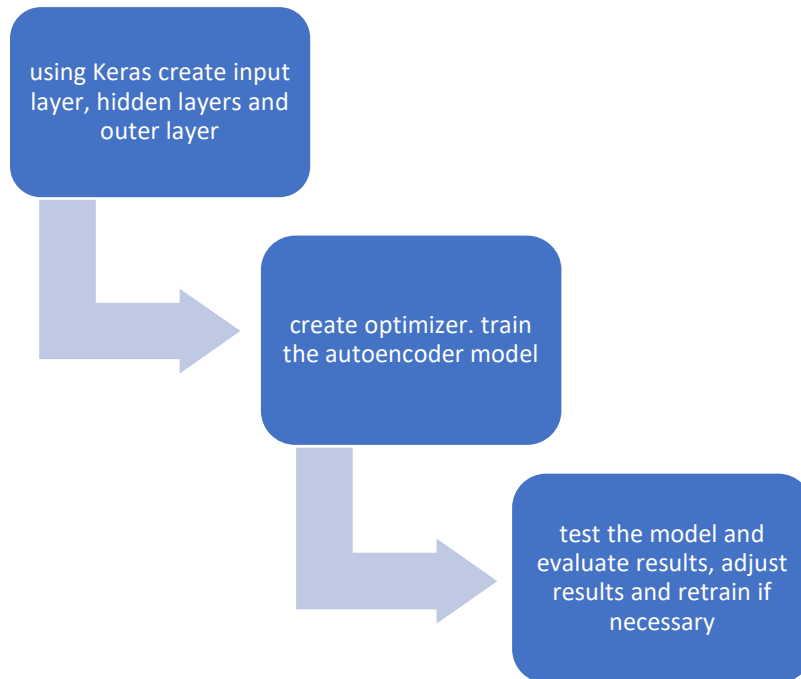 using Keras create input
layer, hidden layers and
outer layer
create optimizer. train
the autoencoder model
test the model and
evaluate results, adjust
results and retrain if
necessary